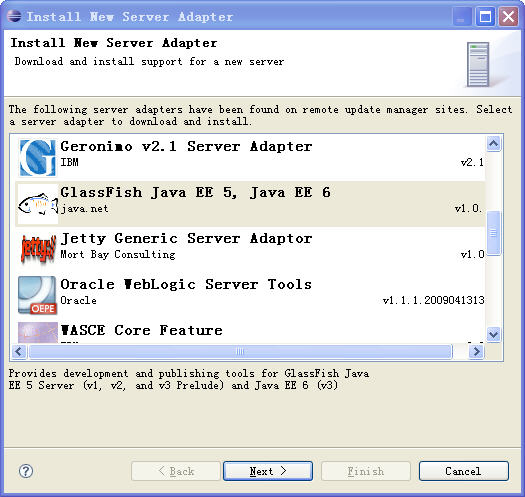 Install New Server Adapter
Install New Server Adapter
Download and install support for a new server
The following server adapters have been found on remote update manager sites. Select
a server adapter to download and install.
Geronimo v2.1 Server Adapter
IBM v2.1
GlassFish Java EE 5, Java EE 6
java.net v1.0.
Jetty Generic Server Adaptor
Mort Bay Consulting v1.0
Oracle WebLogic Server Tools
Oracle v1.1.1.2009041313
OEPE
WASCE Core Feature
Provides development and publishing tools for GlassFish Java
EE 5 Server (v1, v2, and v3 Prelude) and Java EE 6 (v3)
< Back Next > Finish Cancel